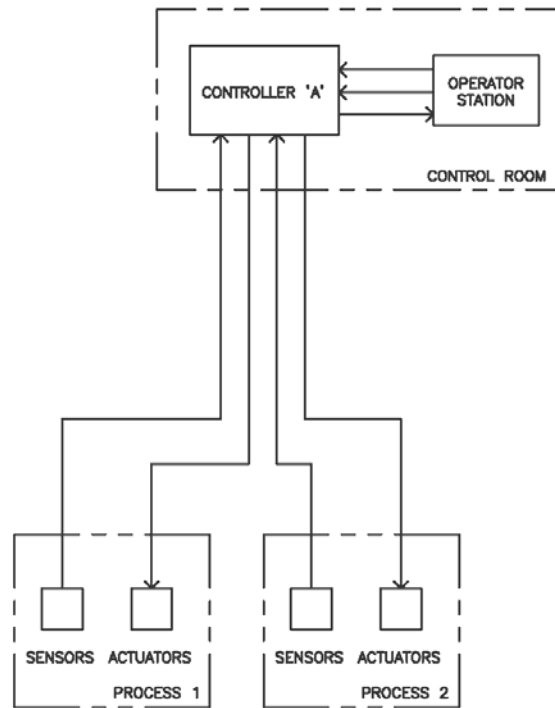 CONTROLLER 'A'
OPERATOR
STATION
CONTROL ROOM
SENSORS ACTUATORS
PROCESS 1
SENSORS ACTUATORS
PROCESS 2